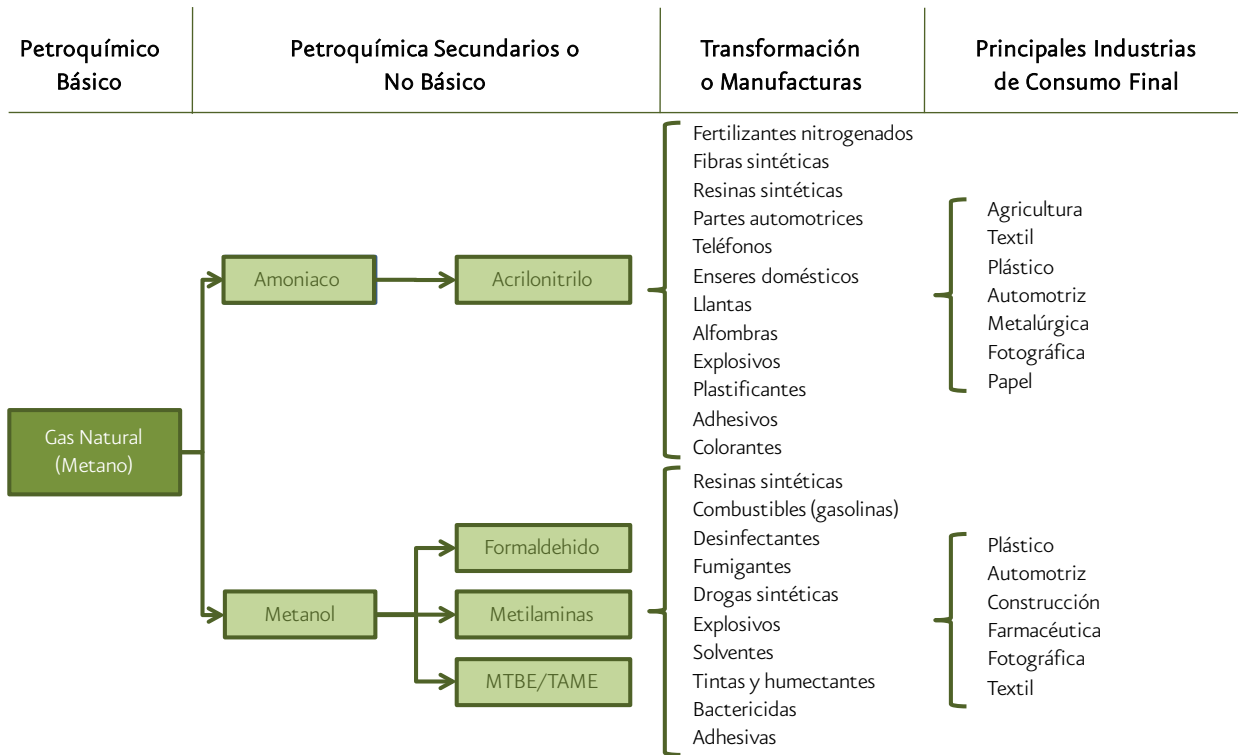 Petroquímico
Básico
Petroquímica Secundarios o
No Básico
Transformación
o Manufacturas
Principales Industrias
de Consumo Final
Gas Natural
(Metano)
Amoniaco
Acrilonitrilo
Fertilizantes nitrogenados
Fibras sintéticas
Resinas sintéticas
Partes automotrices
Teléfonos
Enseres domésticos
Llantas
Alfombras
Explosivos
Plastificantes
Adhesivos
Colorantes
Agricultura
Textil
Plástico
Automotriz
Metalúrgica
Fotográfica
Papel
Metanol
Formaldehido
Metilaminas
MTBE/TAME
Resinas sintéticas
Combustibles (gasolinas)
Desinfectantes
Fumigantes
Drogas sintéticas
Explosivos
Solventes
Tintas y humectantes
Bactericidas
Adhesivas
Plástico
Automotriz
Construcción
Farmacéutica
Fotográfica
Textil